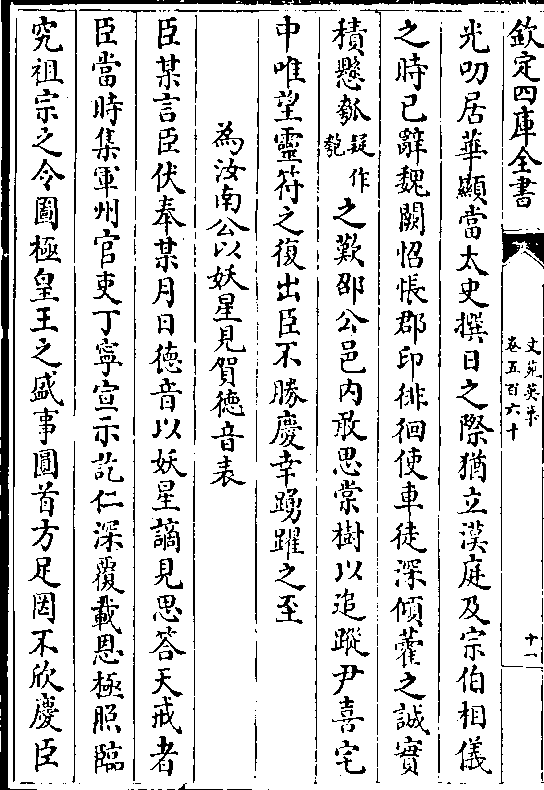 欽定四庫全書
文苑英華
卷五百六十
十一
光叨居華顯當太史撰日之際猶立漢庭及宗伯相儀
之時已辭魏闕怊悵郡印徘徊使車徒深傾藿之誠實
積懸瓠疑作匏之歎邵公邑内敢思棠樹以追蹤尹喜宅
中唯望靈符之復出臣不勝慶幸踴躍之至
為汝南公以妖星見賀德音表
臣某言臣伏奉某月日德音以妖星謫見思答天戒者
臣當時集軍州官吏丁寧宣示訖仁深覆載恩極照臨
究祖宗之令圖極皇王之盛事圓首方足罔不欣慶臣